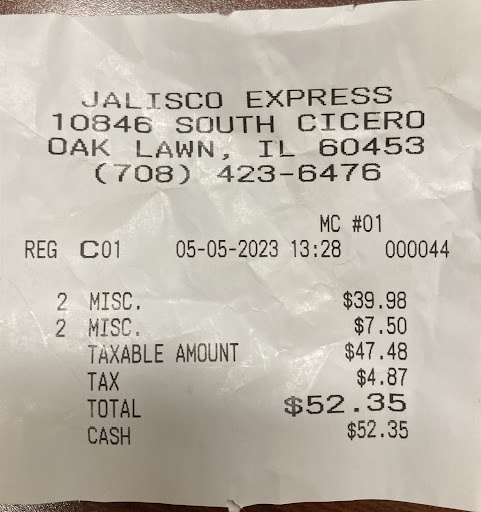 JALISCO EXPRESS
10846 SOUTH CICERO
OAK LAWN, IL 60453
(708) 423-6476
MC #01
REG C01 05-05-2023 13:28 000044
2 MISC. $39.98
2 MISC. $7.50
TAXABLE AMOUNT $47.48
TAX $4.87
TOTAL $52.35
CASH $52.35